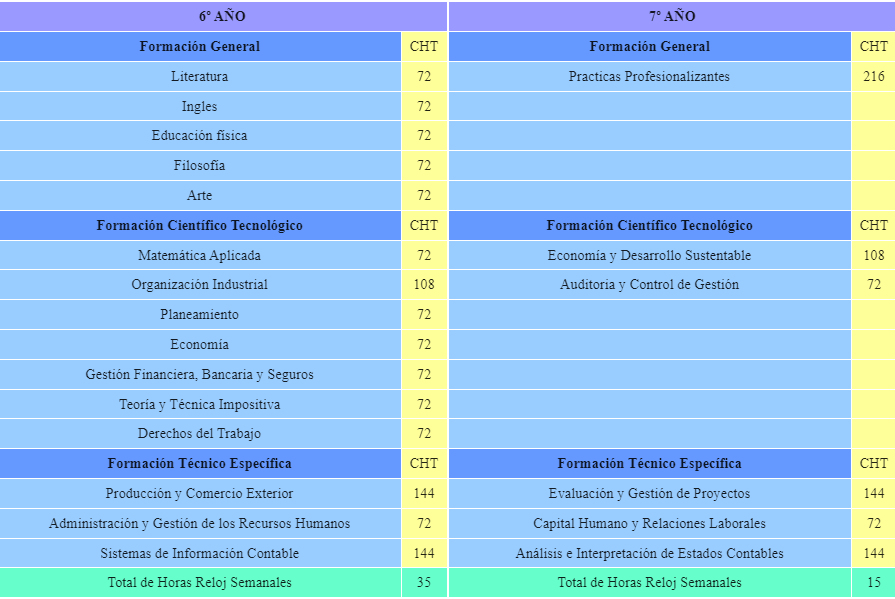 6º AÑO 7º AÑO
Formación General CHT Formación General CHT
Literatura 72 Practicas Profesionalizantes 216
Ingles 72
Educación física 72
Filosofía 72
Arte 72
Formación Científico Tecnológico CHT Formación Científico Tecnológico CHT
Matemática Aplicada 72 Economía y Desarrollo Sustentable 108
Organización Industrial 108 Auditoria y Control de Gestión 72
Planeamiento 72
Economía 72
Gestión Financiera, Bancaria y Seguros 72
Teoría y Técnica Impositiva 72
Derechos del Trabajo 72
Formación Técnico Específica CHT Formación Técnico Específica CHT
Producción y Comercio Exterior 144 Evaluación y Gestión de Proyectos 144
Administración y Gestión de los Recursos Humanos 72 Capital Humano y Relaciones Laborales 72
Sistemas de Información Contable 144 Análisis e Interpretación de Estados Contables 144
Total de Horas Reloj Semanales 35 Total de Horas Reloj Semanales 15